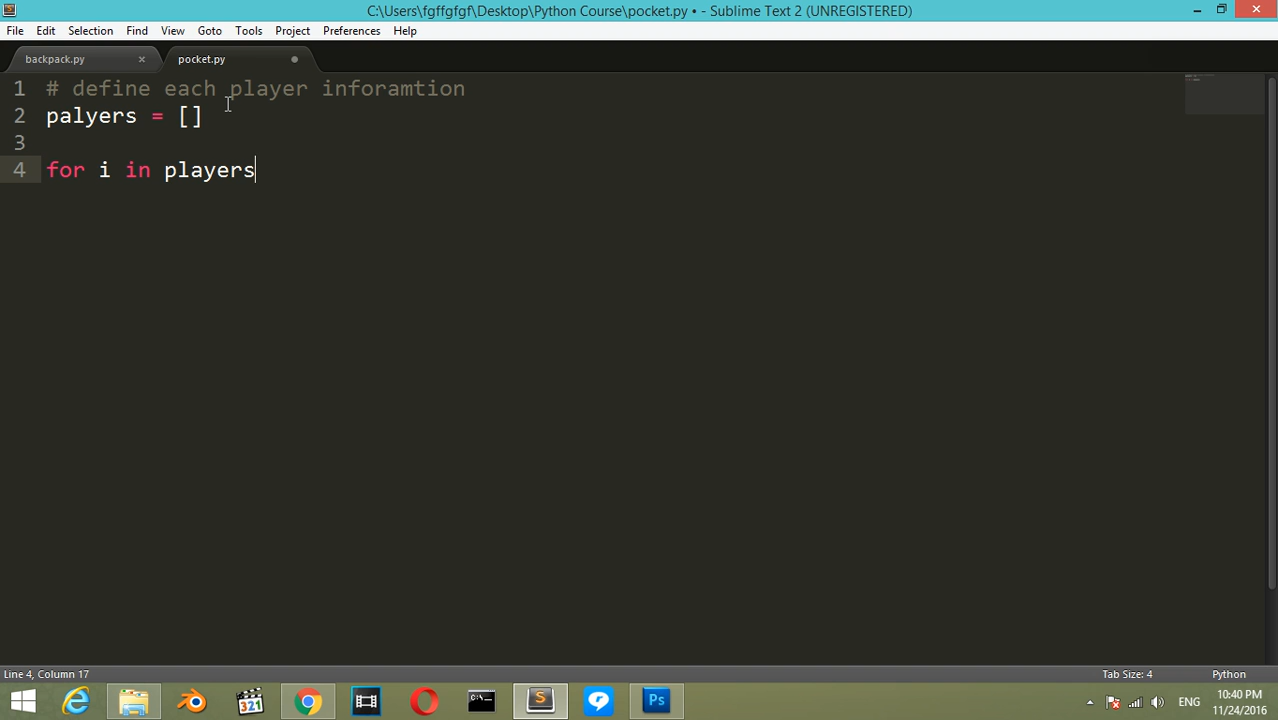 C:\Users\fgffgfgf\Desktop\Python Course\pocket.py • - Sublime Text 2 (UNREGISTERED)
File Edit Selection Find View Goto Tools Project Preferences Help
backpack.py pocket.py
1 # define each player inforamtion
2 palyers = []
3
4 for i in players
Line 4, Column 17 Tab Size: 4 Python
321 C:\_ S Ps ENG 10:40 PM
11/24/2016